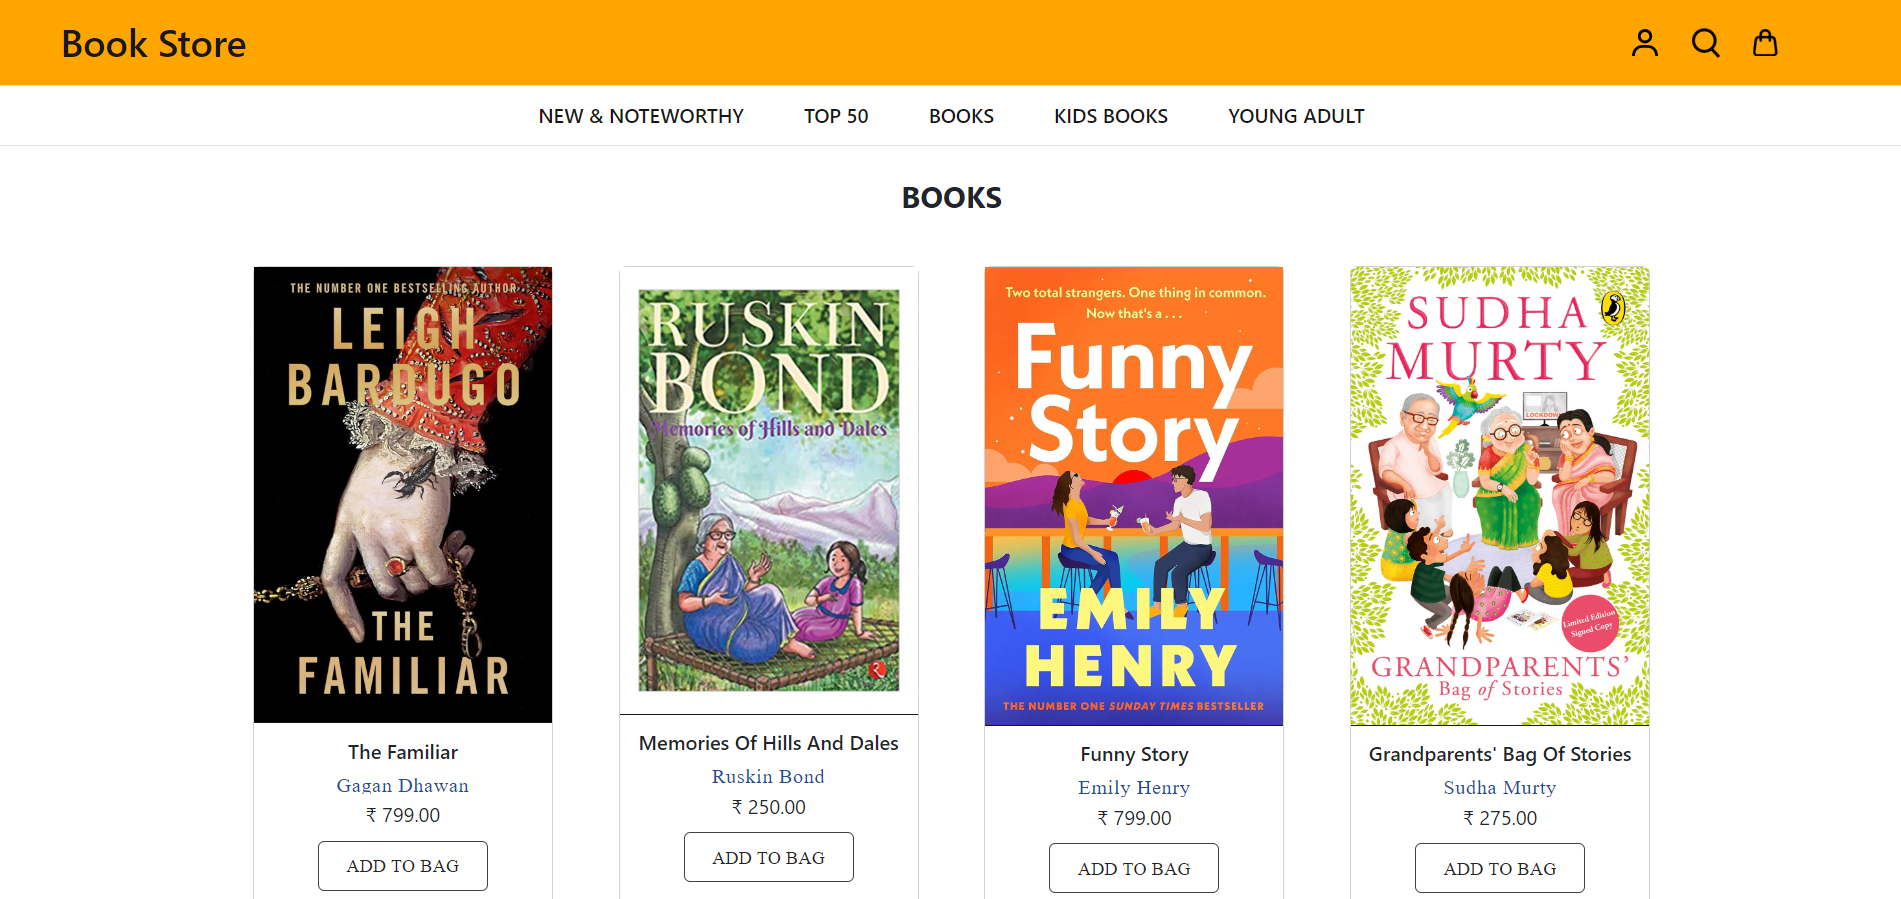 Book Store
NEW & NOTEWORTHY
TOP 50
BOOKS
KIDS BOOKS
YOUNG ADULT
BOOKS
THE NUMBER ONE BESTSELLING AUTHOR
LEIGH
BARDUGO
THE
FAMILIAR
The Familiar
Gagan Dhawan
₹ 799.00
ADD TO BAG
RUSKIN
BOND
Memories of Hills and Dales
Memories Of Hills And Dales
Ruskin Bond
₹ 250.00
ADD TO BAG
Two total strangers. One thing in common.
Now that's a . . .
Funny
Story
EMILY
HENRY
THE NUMBER ONE SUNDAY TIMES BESTSELLER
Funny Story
Emily Henry
₹ 799.00
ADD TO BAG
SUDHA
MURTY
LOCKDOWN
Limited Edition
Signed Copy
GRANDPARENTS'
Bag of Stories
Grandparents' Bag Of Stories
Sudha Murty
₹ 275.00
ADD TO BAG